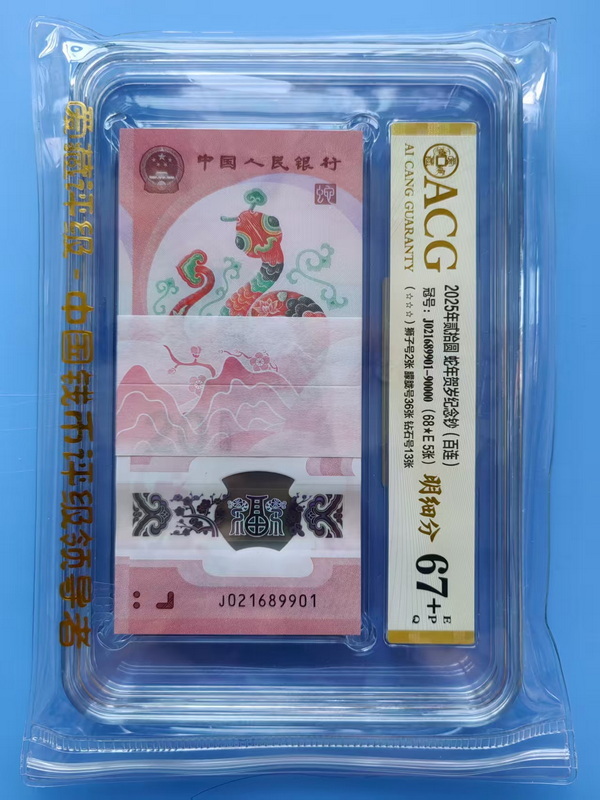 中国人民银行
J021689901
ACG
AI CANG GUARANTY
2025年贰拾圆 蛇年贺岁纪念钞（百连）
冠号：J021689901-90000（68★E 5张）
（☆☆☆）狮子号2张 朦胧号36张 钻石号13张
明细分
67+
EPQ
爱藏评级·中国钱币评级领导者